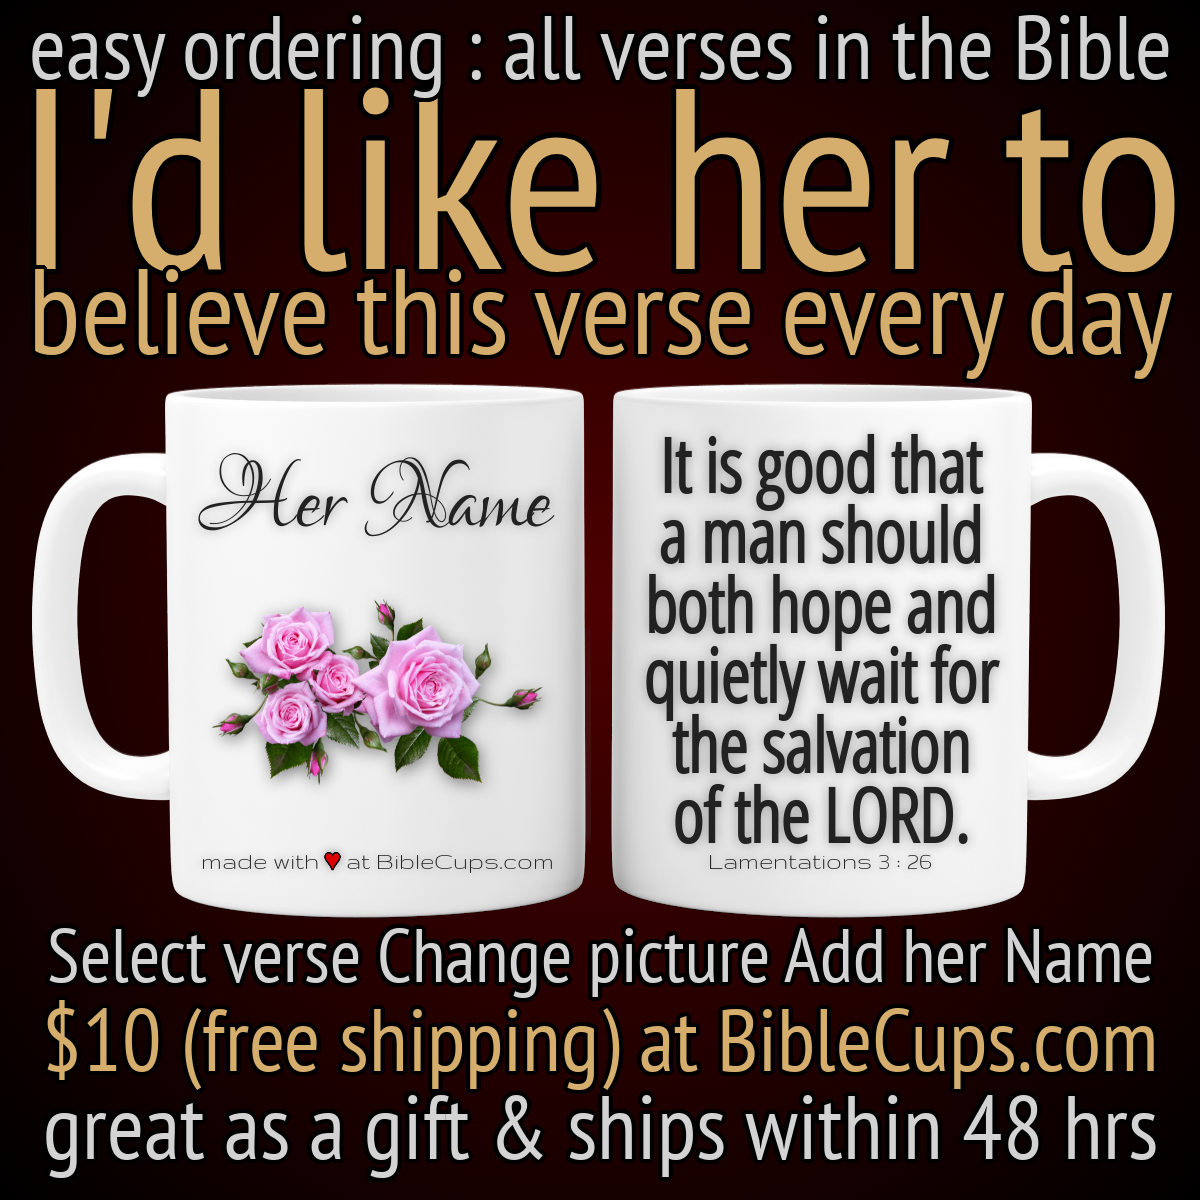 easy ordering : all verses in the Bible
I'd like her to
believe this verse every day
Her Name
made with at BibleCups.com
It is good that
a man should
both hope and
quietly wait for
the salvation
of the LORD.
Lamentations 3 : 26
Select verse Change picture Add her Name
$10 (free shipping) at BibleCups.com
great as a gift & ships within 48 hrs